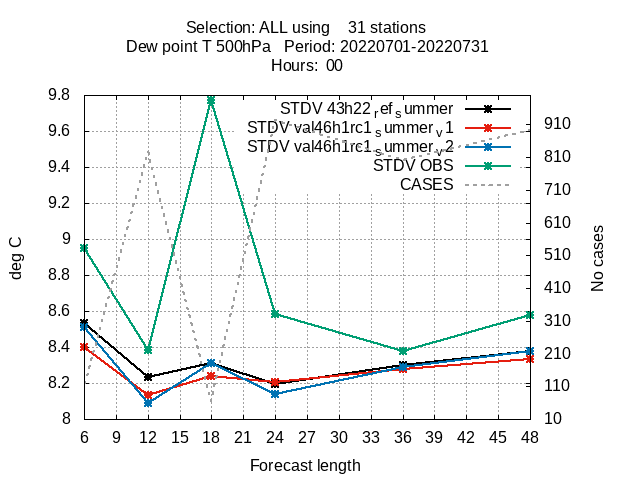 Selection: ALL using 31 stations
Dew point T 500hPa Period: 20220701-20220731
Hours: 00
STDV 43h22_ref_summer
STDV val46h1rc1_summer_v1
STDV val46h1rc1_summer_v2
STDV OBS
CASES
9.8
9.6
9.4
9.2
9
8.8
8.6
8.4
8.2
8
deg C
910
810
710
610
510
410
310
210
110
10
No cases
6 9 12 15 18 21 24 27 30 33 36 39 42 45 48
Forecast length